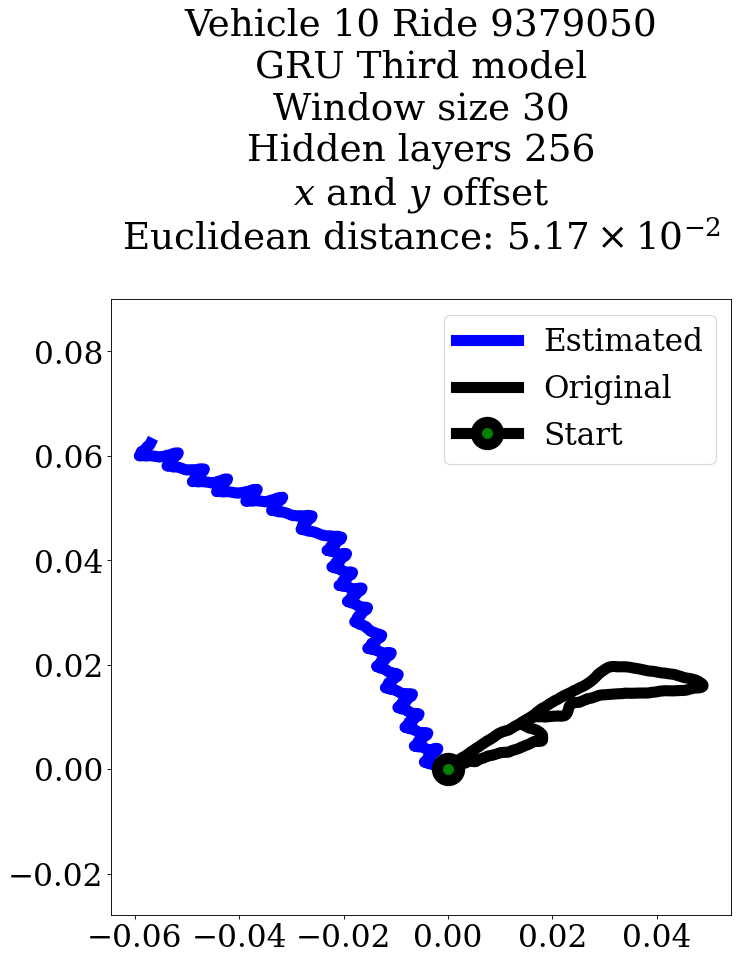 Vehicle 10 Ride 9379050
GRU Third model
Window size 30
Hidden layers 256
x and y offset
Euclidean distance: 5.17 × 10⁻²
Estimated
Original
Start
0.08
0.06
0.04
0.02
0.00
−0.02
−0.06 −0.04 −0.02 0.00 0.02 0.04